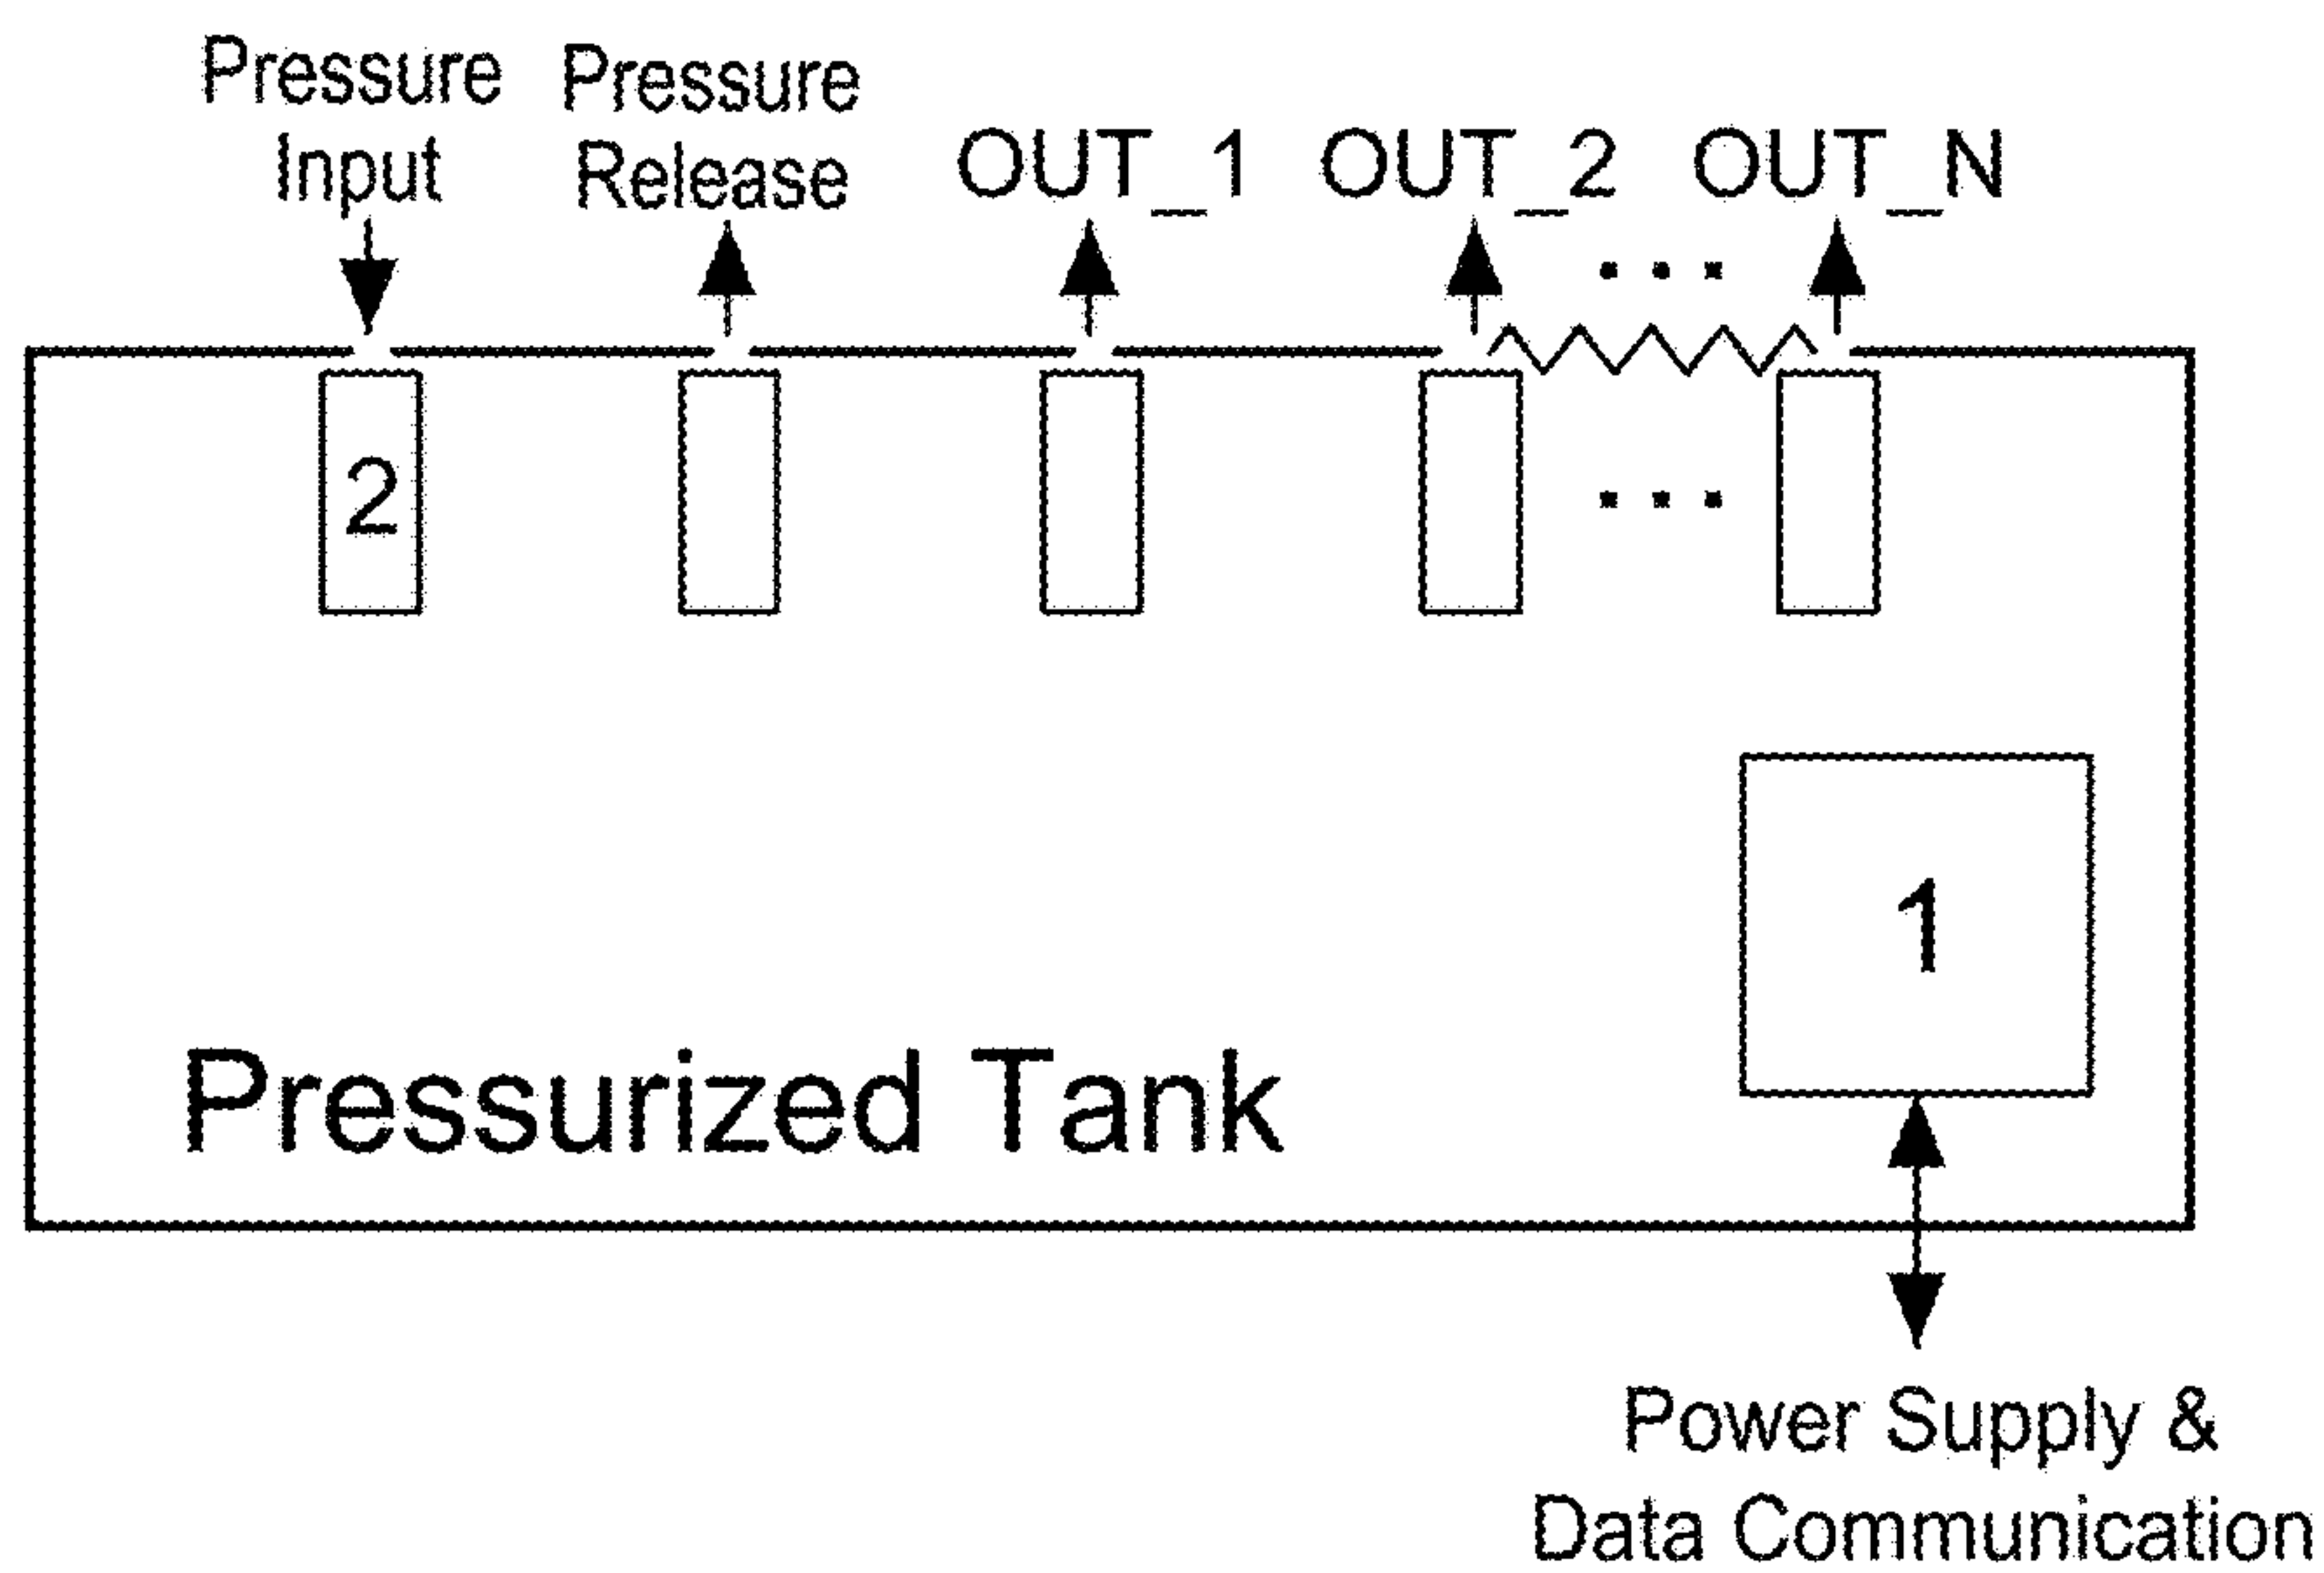 Pressure Input
Pressure Release
OUT_1 OUT_2 OUT_N
...
2
...
1
Pressurized Tank
Power Supply &
Data Communication